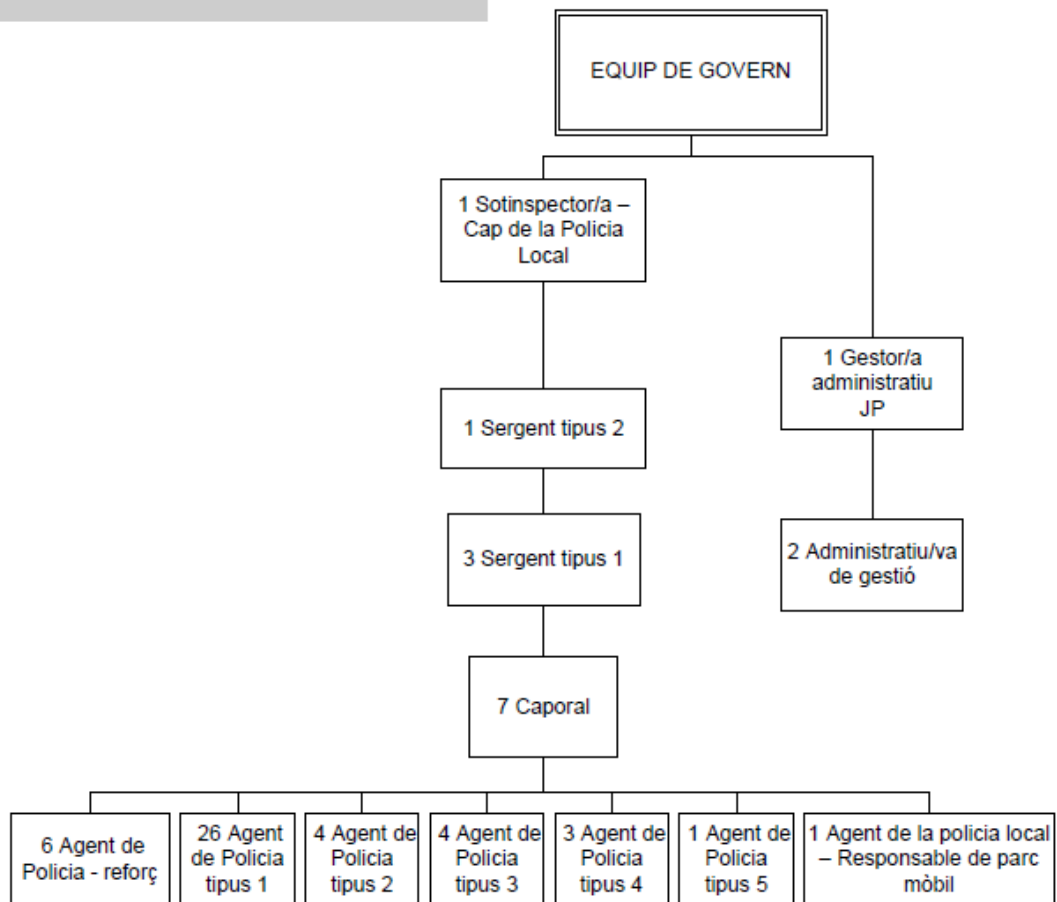 EQUIP DE GOVERN
1 Sotinspector/a –
Cap de la Policia
Local
1 Gestor/a
administratiu
JP
1 Sergent tipus 2
3 Sergent tipus 1
2 Administratiu/va
de gestió
7 Caporal
6 Agent de
Policia - reforç
26 Agent
de Policia
tipus 1
4 Agent de
Policia
tipus 2
4 Agent de
Policia
tipus 3
3 Agent de
Policia
tipus 4
1 Agent de
Policia
tipus 5
1 Agent de la policia local
– Responsable de parc
mòbil